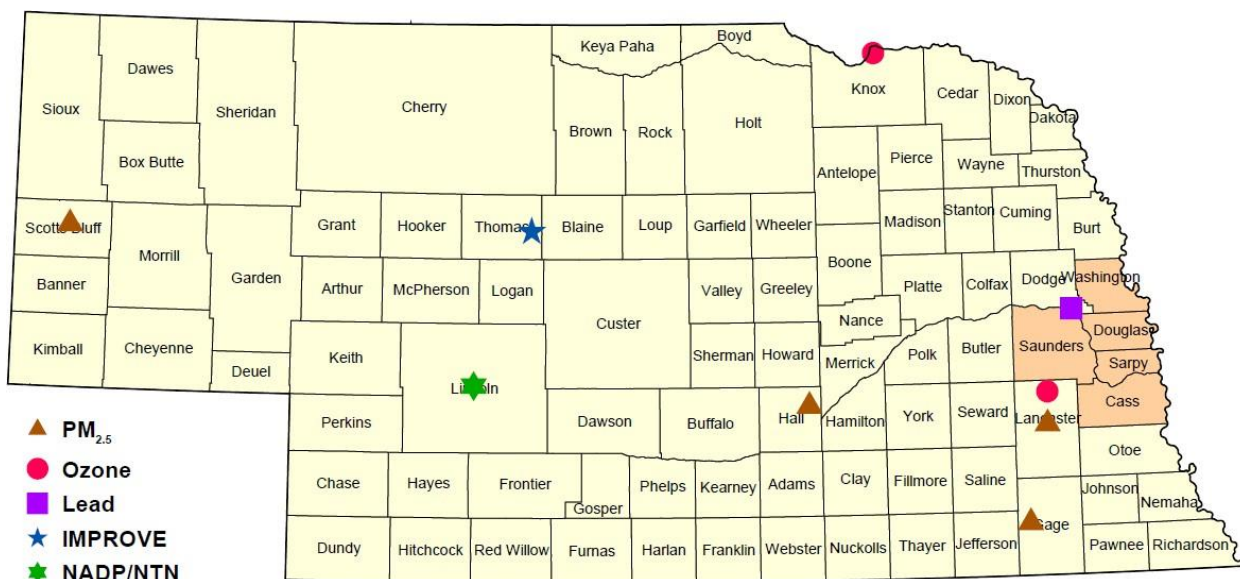 Keya Paha
Boyd
Dawes
Sioux
Sheridan
Cherry
Knox
Cedar
Dixon
Dakota
Brown
Rock
Holt
Box Butte
Antelope
Pierce
Wayne
Thurston
Scotts Bluff
Grant
Hooker
Thomas
Blaine
Loup
Garfield
Wheeler
Madison
Stanton
Cuming
Burt
Morrill
Garden
Boone
Banner
Arthur
McPherson
Logan
Valley
Greeley
Platte
Colfax
Dodge
Washington
Custer
Nance
Kimball
Cheyenne
Keith
Sherman
Howard
Merrick
Polk
Butler
Saunders
Douglas
Sarpy
Deuel
Lincoln
Cass
Perkins
Dawson
Buffalo
Hall
Hamilton
York
Seward
Lancaster
Otoe
PM2.5
Ozone
Lead
IMPROVE
NADP/NTN
Chase
Hayes
Frontier
Gosper
Phelps
Kearney
Adams
Clay
Fillmore
Saline
Johnson
Nemaha
Gage
Dundy
Hitchcock
Red Willow
Furnas
Harlan
Franklin
Webster
Nuckolls
Thayer
Jefferson
Pawnee
Richardson